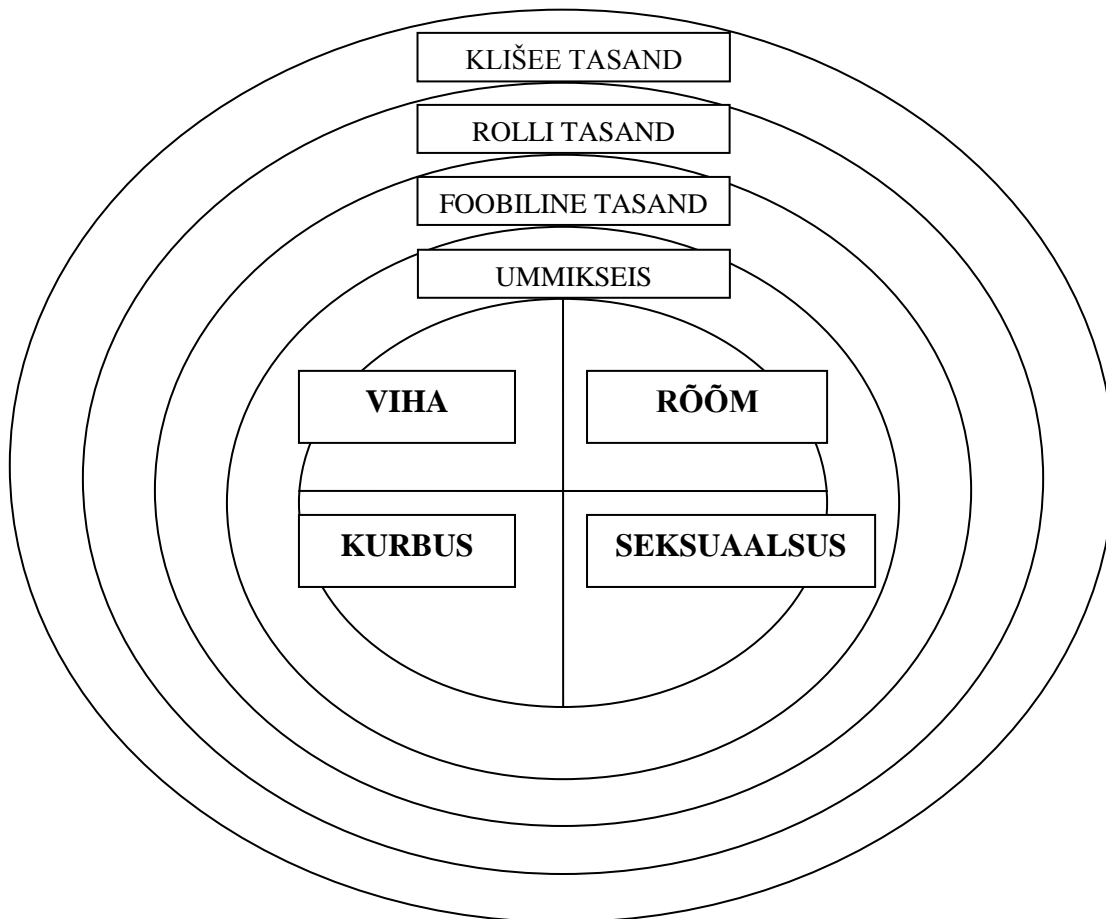 KLIŠEE TASAND
ROLLI TASAND
FOOBILINE TASAND
UMMIKSEIS
VIHA
RÕÕM
KURBUS
SEKSUAALSUS